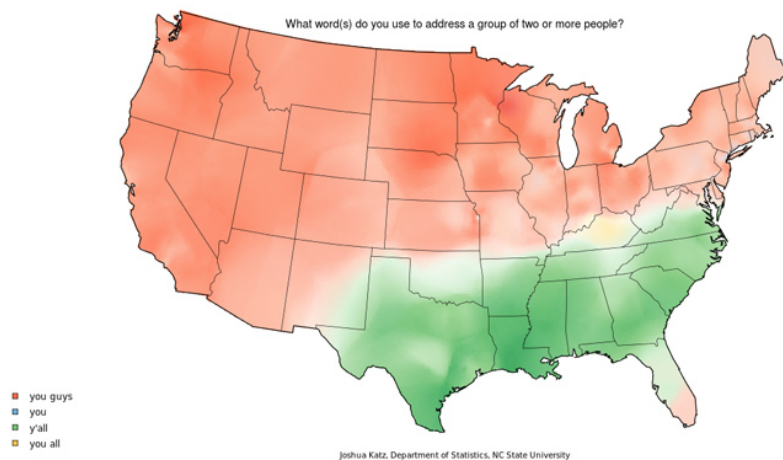 What word(s) do you use to address a group of two or more people?
you guys
you
y'all
you all
Joshua Katz, Department of Statistics, NC State University